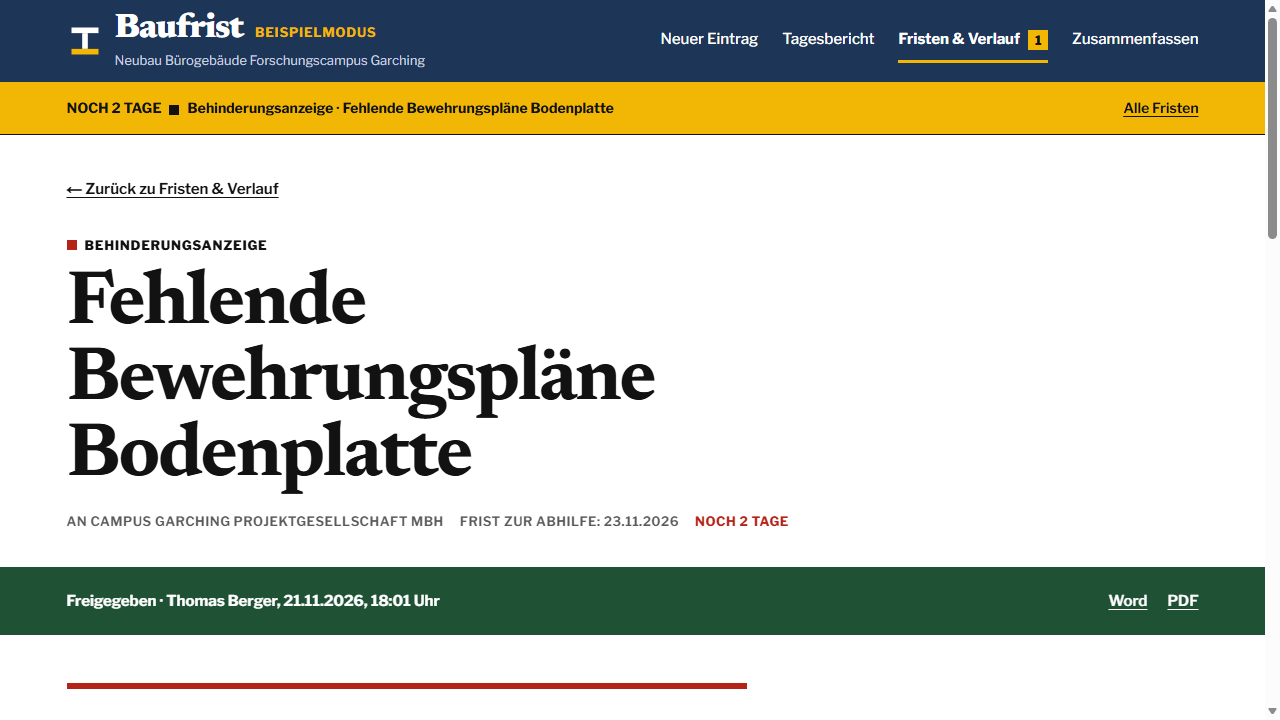 Baufrist BEISPIELMODUS
Neubau Bürogebäude Forschungscampus Garching
Neuer Eintrag Tagesbericht Fristen & Verlauf 1 Zusammenfassen
NOCH 2 TAGE ■ Behinderungsanzeige · Fehlende Bewehrungspläne Bodenplatte Alle Fristen
← Zurück zu Fristen & Verlauf
BEHINDERUNGSANZEIGE
Fehlende
Bewehrungspläne
Bodenplatte
AN CAMPUS GARCHING PROJEKTGESELLSCHAFT MBH FRIST ZUR ABHILFE: 23.11.2026 NOCH 2 TAGE
Freigegeben · Thomas Berger, 21.11.2026, 18:01 Uhr Word PDF